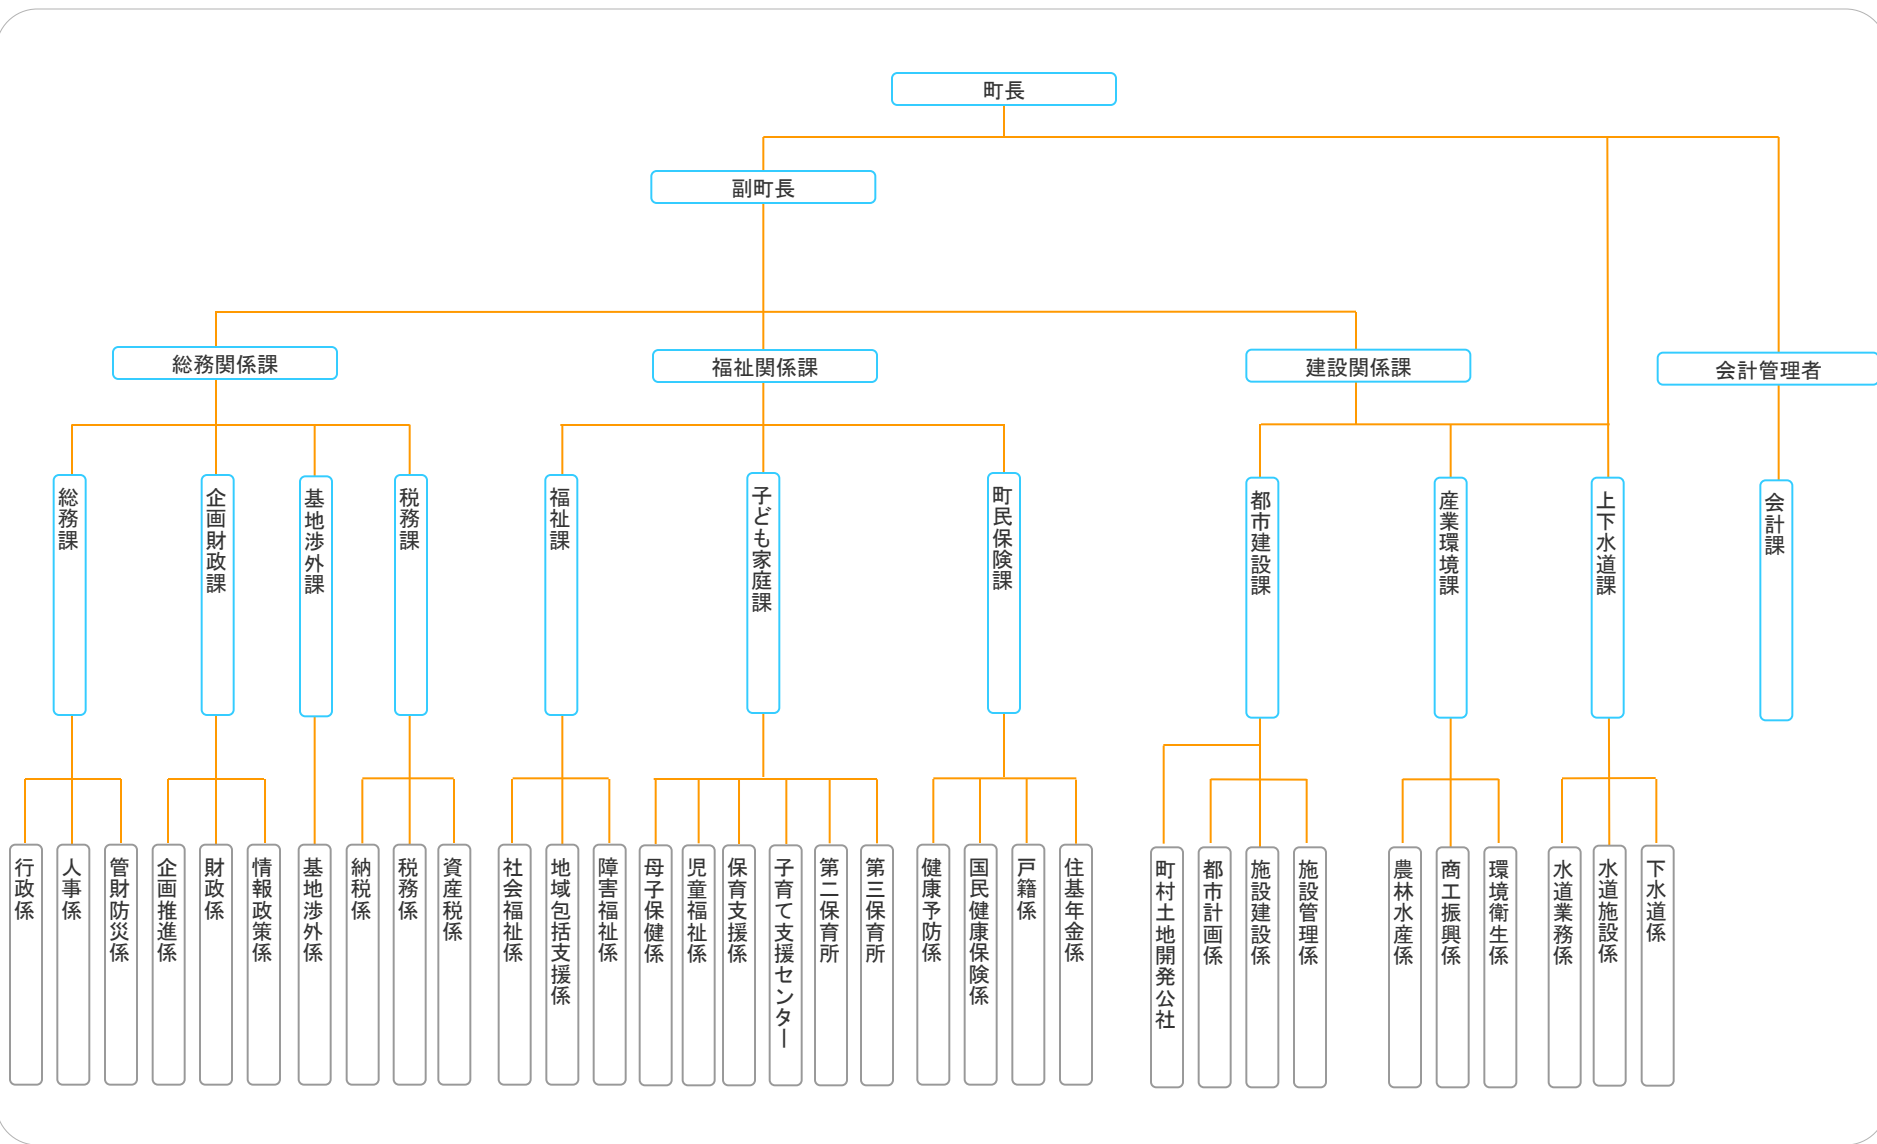 町長
副町長
総務関係課
福祉関係課
建設関係課
会計管理者
総務課
企画財政課
基地渉外課
税務課
福祉課
子ども家庭課
町民保険課
都市建設課
産業環境課
上下水道課
会計課
行政係
人事係
管財防災係
企画推進係
財政係
情報政策係
基地渉外係
納税係
税務係
資産税係
社会福祉係
地域包括支援係
障害福祉係
母子保健係
児童福祉係
保育支援係
子育て支援センター
第二保育所
第三保育所
健康予防係
国民健康保険係
戸籍係
住基年金係
町村土地開発公社
都市計画係
施設建設係
施設管理係
農林水産係
商工振興係
環境衛生係
水道業務係
水道施設係
下水道係